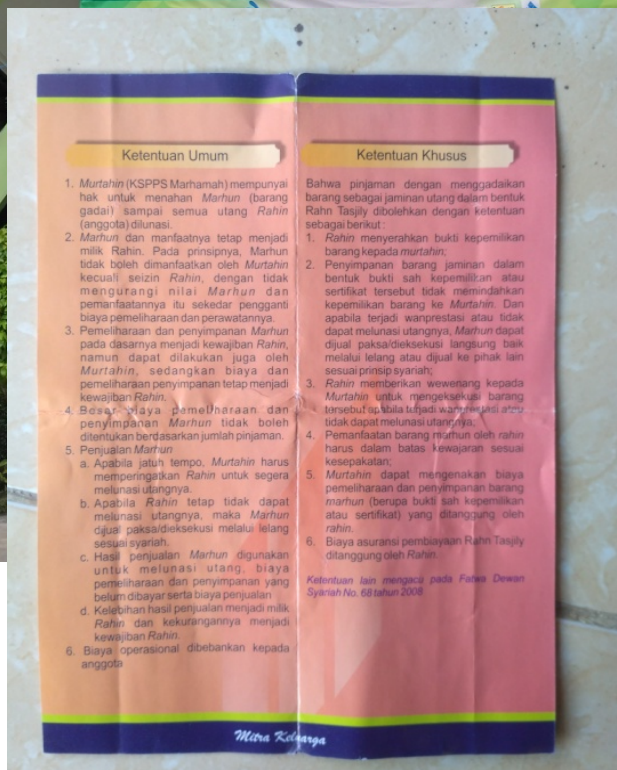 Ketentuan Umum
1. Murtahin (KSPPS Marhamah) mempunyai
hak untuk menahan Marhun (barang
gadai) sampai semua utang Rahin
(anggota) dilunasi.
2. Marhun dan manfaatnya tetap menjadi
milik Rahin. Pada prinsipnya, Marhun
tidak boleh dimanfaatkan oleh Murtahin
kecuali seizin Rahin, dengan tidak
mengurangi nilai Marhun dan
pemanfaatannya itu sekedar pengganti
biaya pemeliharaan dan perawatannya.
3. Pemeliharaan dan penyimpanan Marhun
pada dasarnya menjadi kewajiban Rahin,
namun dapat dilakukan juga oleh
Murtahin, sedangkan biaya dan
pemeliharaan penyimpanan tetap menjadi
kewajiban Rahin.
4. Besar biaya pemeliharaan dan
penyimpanan Marhun tidak boleh
ditentukan berdasarkan jumlah pinjaman.
5. Penjualan Marhun
a. Apabila jatuh tempo, Murtahin harus
memperingatkan Rahin untuk segera
melunasi utangnya.
b. Apabila Rahin tetap tidak dapat
melunasi utangnya, maka Marhun
dijual paksa/dieksekusi melalui lelang
sesuai syariah.
c. Hasil penjualan Marhun digunakan
untuk melunasi utang, biaya
pemeliharaan dan penyimpanan yang
belum dibayar serta biaya penjualan
d. Kelebihan hasil penjualan menjadi milik
Rahin dan kekurangannya menjadi
kewajiban Rahin.
6. Biaya operasional dibebankan kepada
anggota
Ketentuan Khusus
Bahwa pinjaman dengan menggadaikan
barang sebagai jaminan utang dalam bentuk
Rahn Tasjily dibolehkan dengan ketentuan
sebagai berikut :
1. Rahin menyerahkan bukti kepemilikan
barang kepada murtahin;
2. Penyimpanan barang jaminan dalam
bentuk bukti sah kepemilikan atau
sertifikat tersebut tidak memindahkan
kepemilikan barang ke Murtahin. Dan
apabila terjadi wanprestasi atau tidak
dapat melunasi utangnya, Marhun dapat
dijual paksa/dieksekusi langsung baik
melalui lelang atau dijual ke pihak lain
sesuai prinsip syariah;
3. Rahin memberikan wewenang kepada
Murtahin untuk mengeksekusi barang
tersebut apabila terjadi wanprestasi atau
tidak dapat melunasi utangnya;
4. Pemanfaatan barang marhun oleh rahin
harus dalam batas kewajaran sesuai
kesepakatan;
5. Murtahin dapat mengenakan biaya
pemeliharaan dan penyimpanan barang
marhun (berupa bukti sah kepemilikan
atau sertifikat) yang ditanggung oleh
rahin.
6. Biaya asuransi pembiayaan Rahn Tasjily
ditanggung oleh Rahin.
Ketentuan lain mengacu pada Fatwa Dewan
Syariah No. 68 tahun 2008
Mitra Keluarga